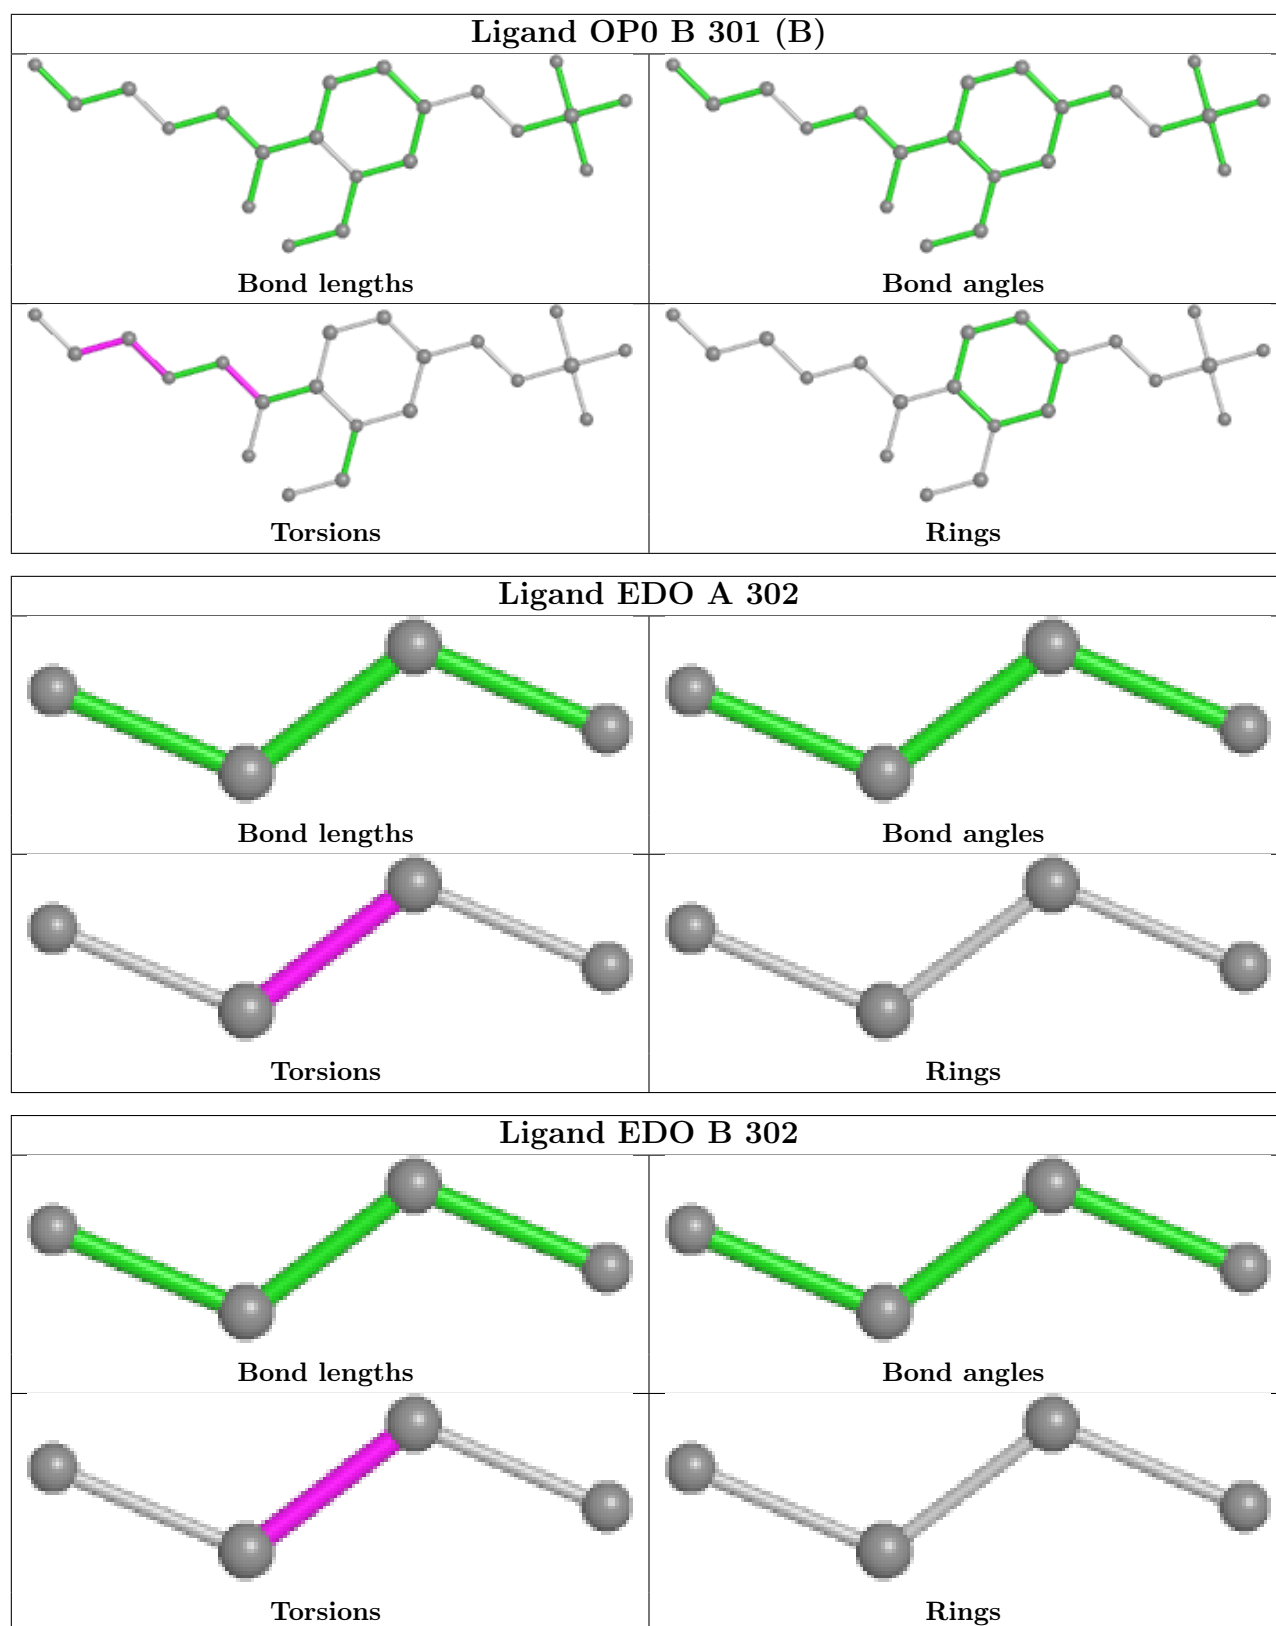 Ligand OP0 B 301 (B)
Bond lengths
Bond angles
Torsions
Rings
Ligand EDO A 302
Bond lengths
Bond angles
Torsions
Rings
Ligand EDO B 302
Bond lengths
Bond angles
Torsions
Rings